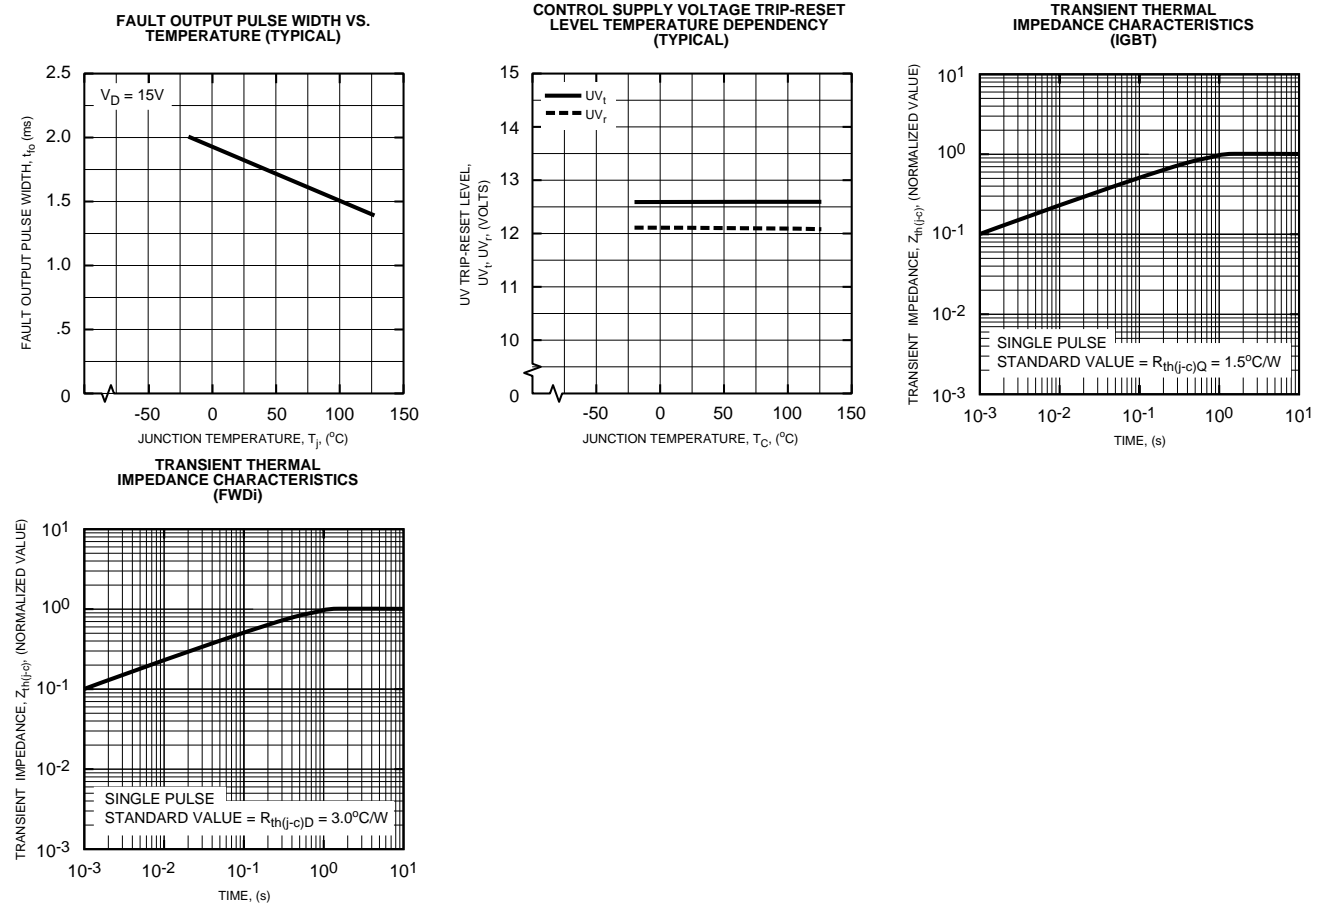 FAULT OUTPUT PULSE WIDTH VS.
TEMPERATURE (TYPICAL)
2.5
2.0
1.5
1.0
.5
0
V_D = 15V
FAULT OUTPUT PULSE WIDTH, t_fo (ms)
-50
0
50
100
150
JUNCTION TEMPERATURE, T_j, (°C)
CONTROL SUPPLY VOLTAGE TRIP-RESET
LEVEL TEMPERATURE DEPENDENCY
(TYPICAL)
15
14
13
12
11
10
0
UV_t
UV_r
UV TRIP-RESET LEVEL,
UV_t, UV_r, (VOLTS)
-50
0
50
100
150
JUNCTION TEMPERATURE, T_C, (°C)
TRANSIENT THERMAL
IMPEDANCE CHARACTERISTICS
(IGBT)
10^1
10^0
10^-1
10^-2
10^-3
TRANSIENT IMPEDANCE, Z_th(j-c), (NORMALIZED VALUE)
SINGLE PULSE
STANDARD VALUE = R_th(j-c)Q = 1.5°C/W
10^-3
10^-2
10^-1
10^0
10^1
TIME, (s)
TRANSIENT THERMAL
IMPEDANCE CHARACTERISTICS
(FWDi)
10^1
10^0
10^-1
10^-2
10^-3
TRANSIENT IMPEDANCE, Z_th(j-c), (NORMALIZED VALUE)
SINGLE PULSE
STANDARD VALUE = R_th(j-c)D = 3.0°C/W
10^-3
10^-2
10^-1
10^0
10^1
TIME, (s)